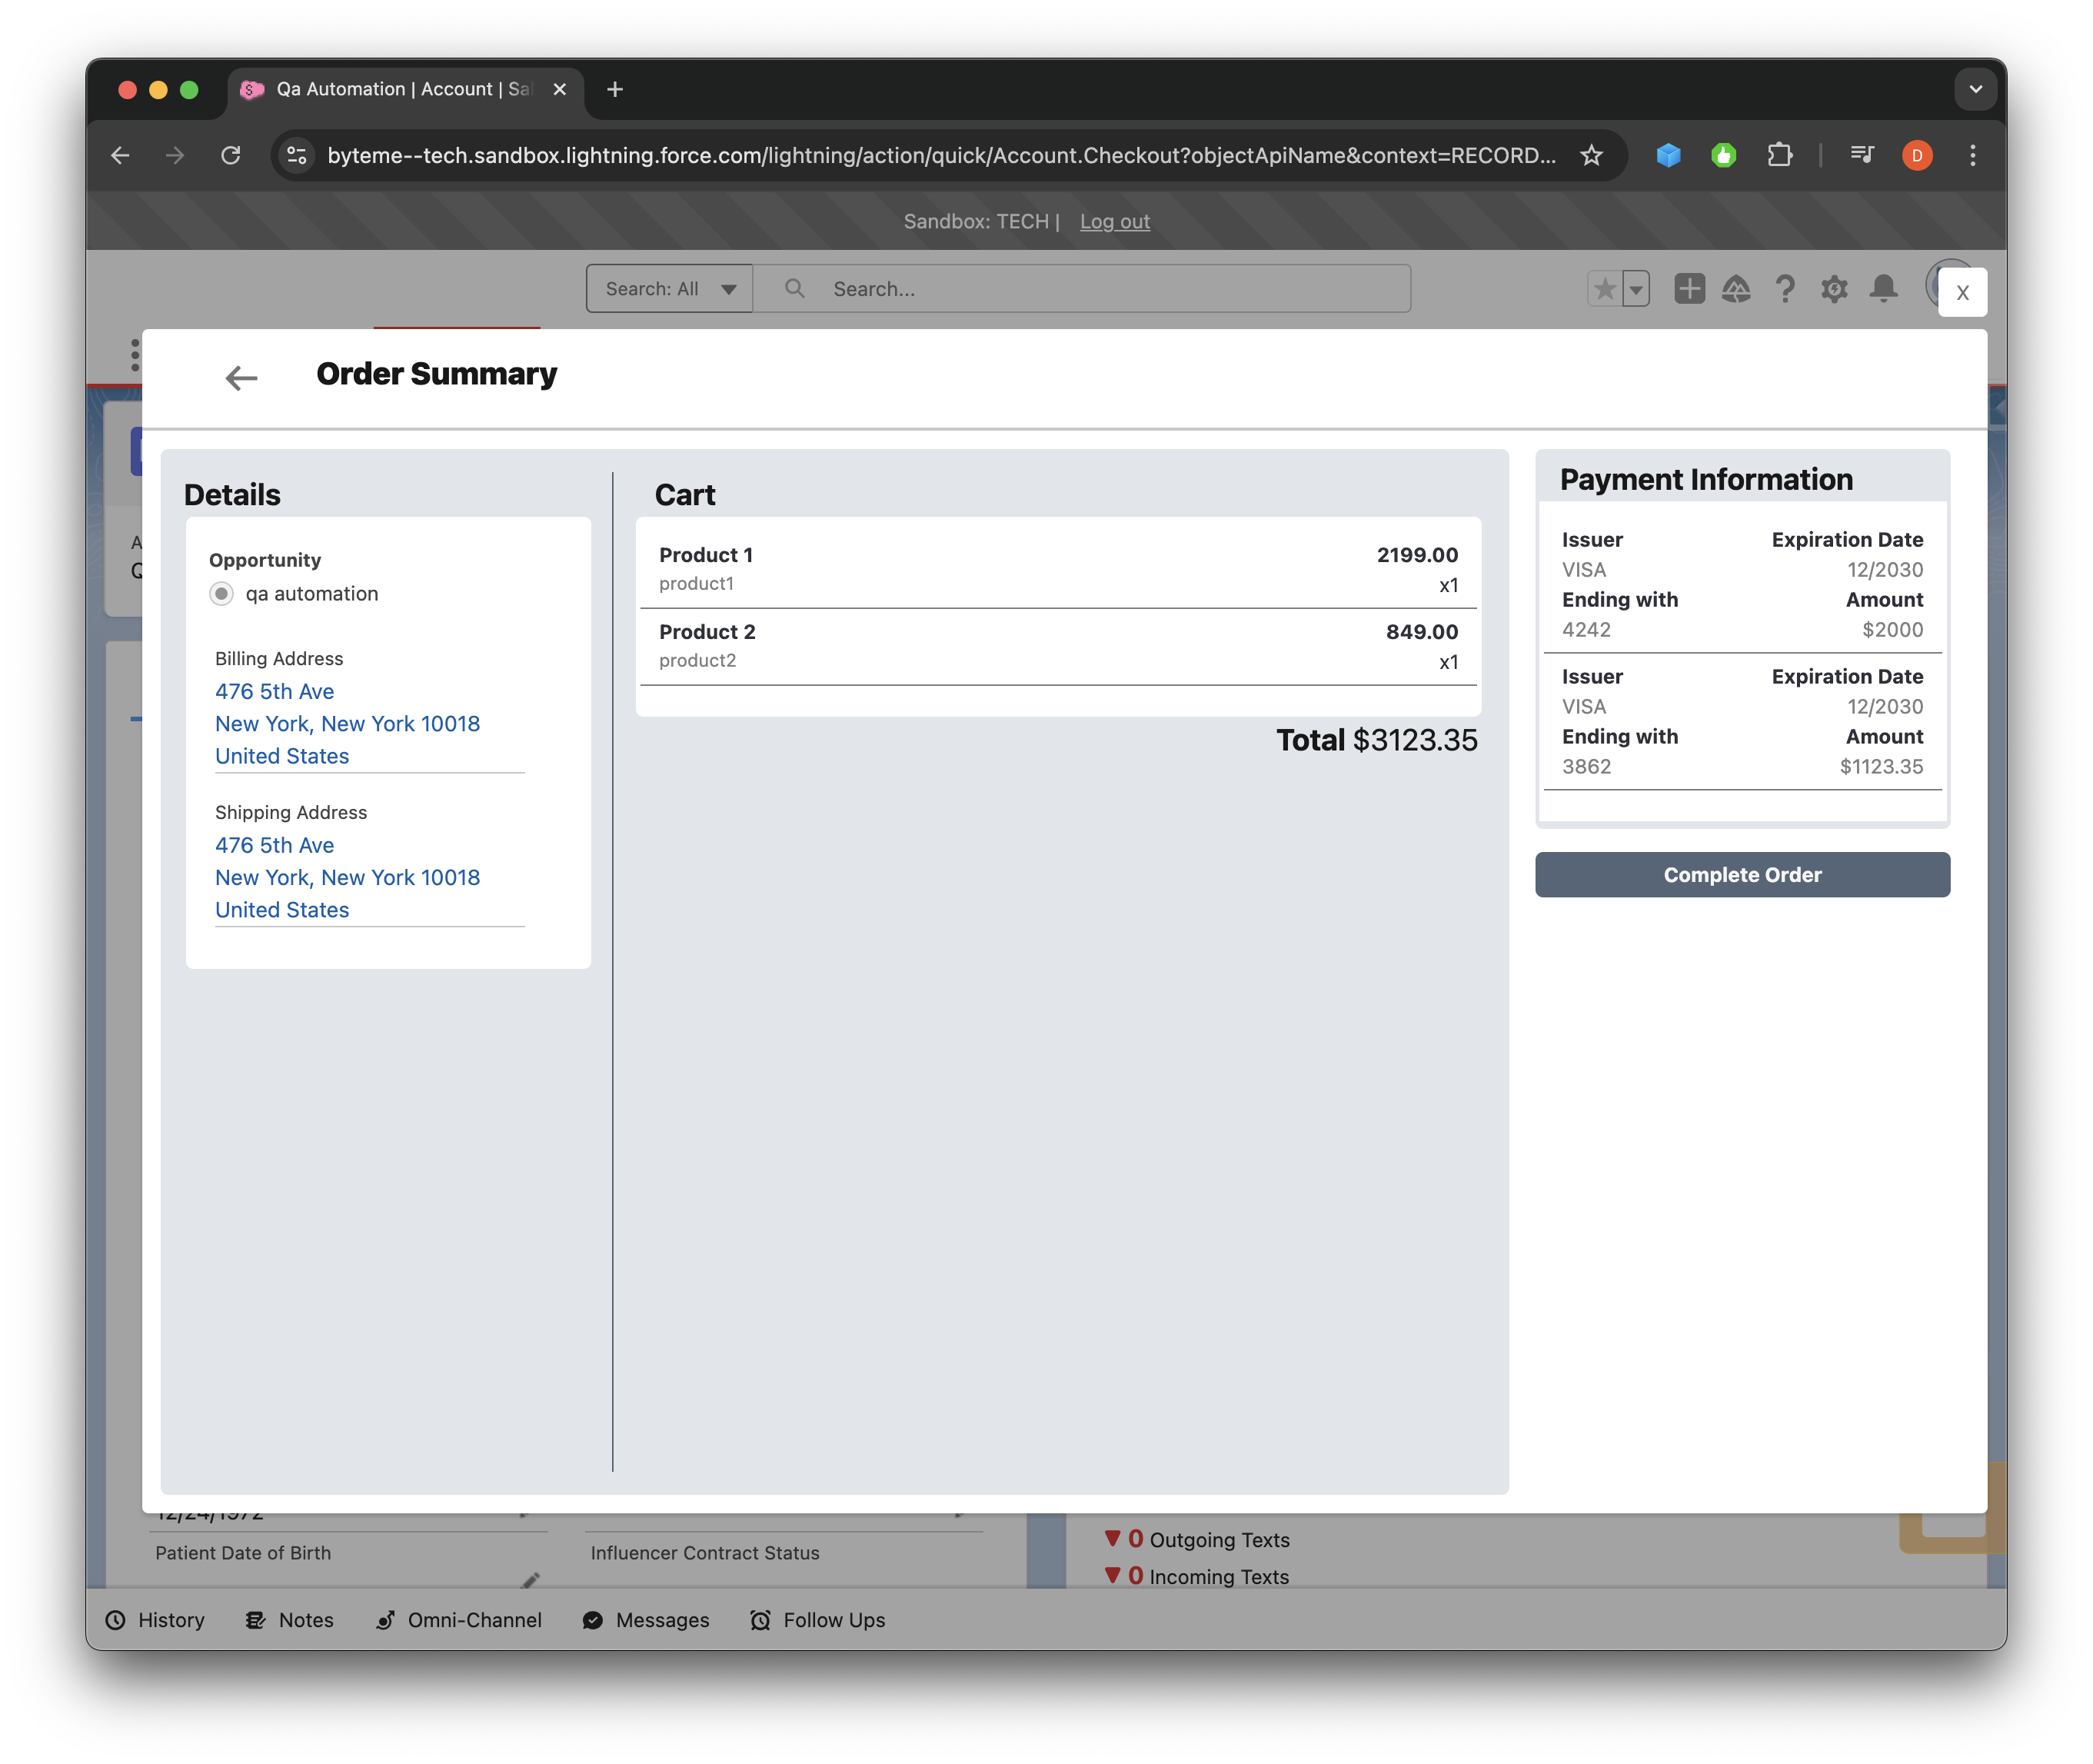 Qa Automation | Account | Sal
byteme--tech.sandbox.lightning.force.com/lightning/action/quick/Account.Checkout?objectApiName&context=RECORD...
D
Sandbox: TECH | Log out
Search: All
Search...
X
Order Summary
Details
Opportunity
qa automation
Billing Address
476 5th Ave
New York, New York 10018
United States
Shipping Address
476 5th Ave
New York, New York 10018
United States
Cart
Product 1 2199.00
product1 x1
Product 2 849.00
product2 x1
Total $3123.35
Payment Information
Issuer Expiration Date
VISA 12/2030
Ending with Amount
4242 $2000
Issuer Expiration Date
VISA 12/2030
Ending with Amount
3862 $1123.35
Complete Order
12/24/1972
Patient Date of Birth
Influencer Contract Status
0 Outgoing Texts
0 Incoming Texts
History Notes Omni-Channel Messages Follow Ups